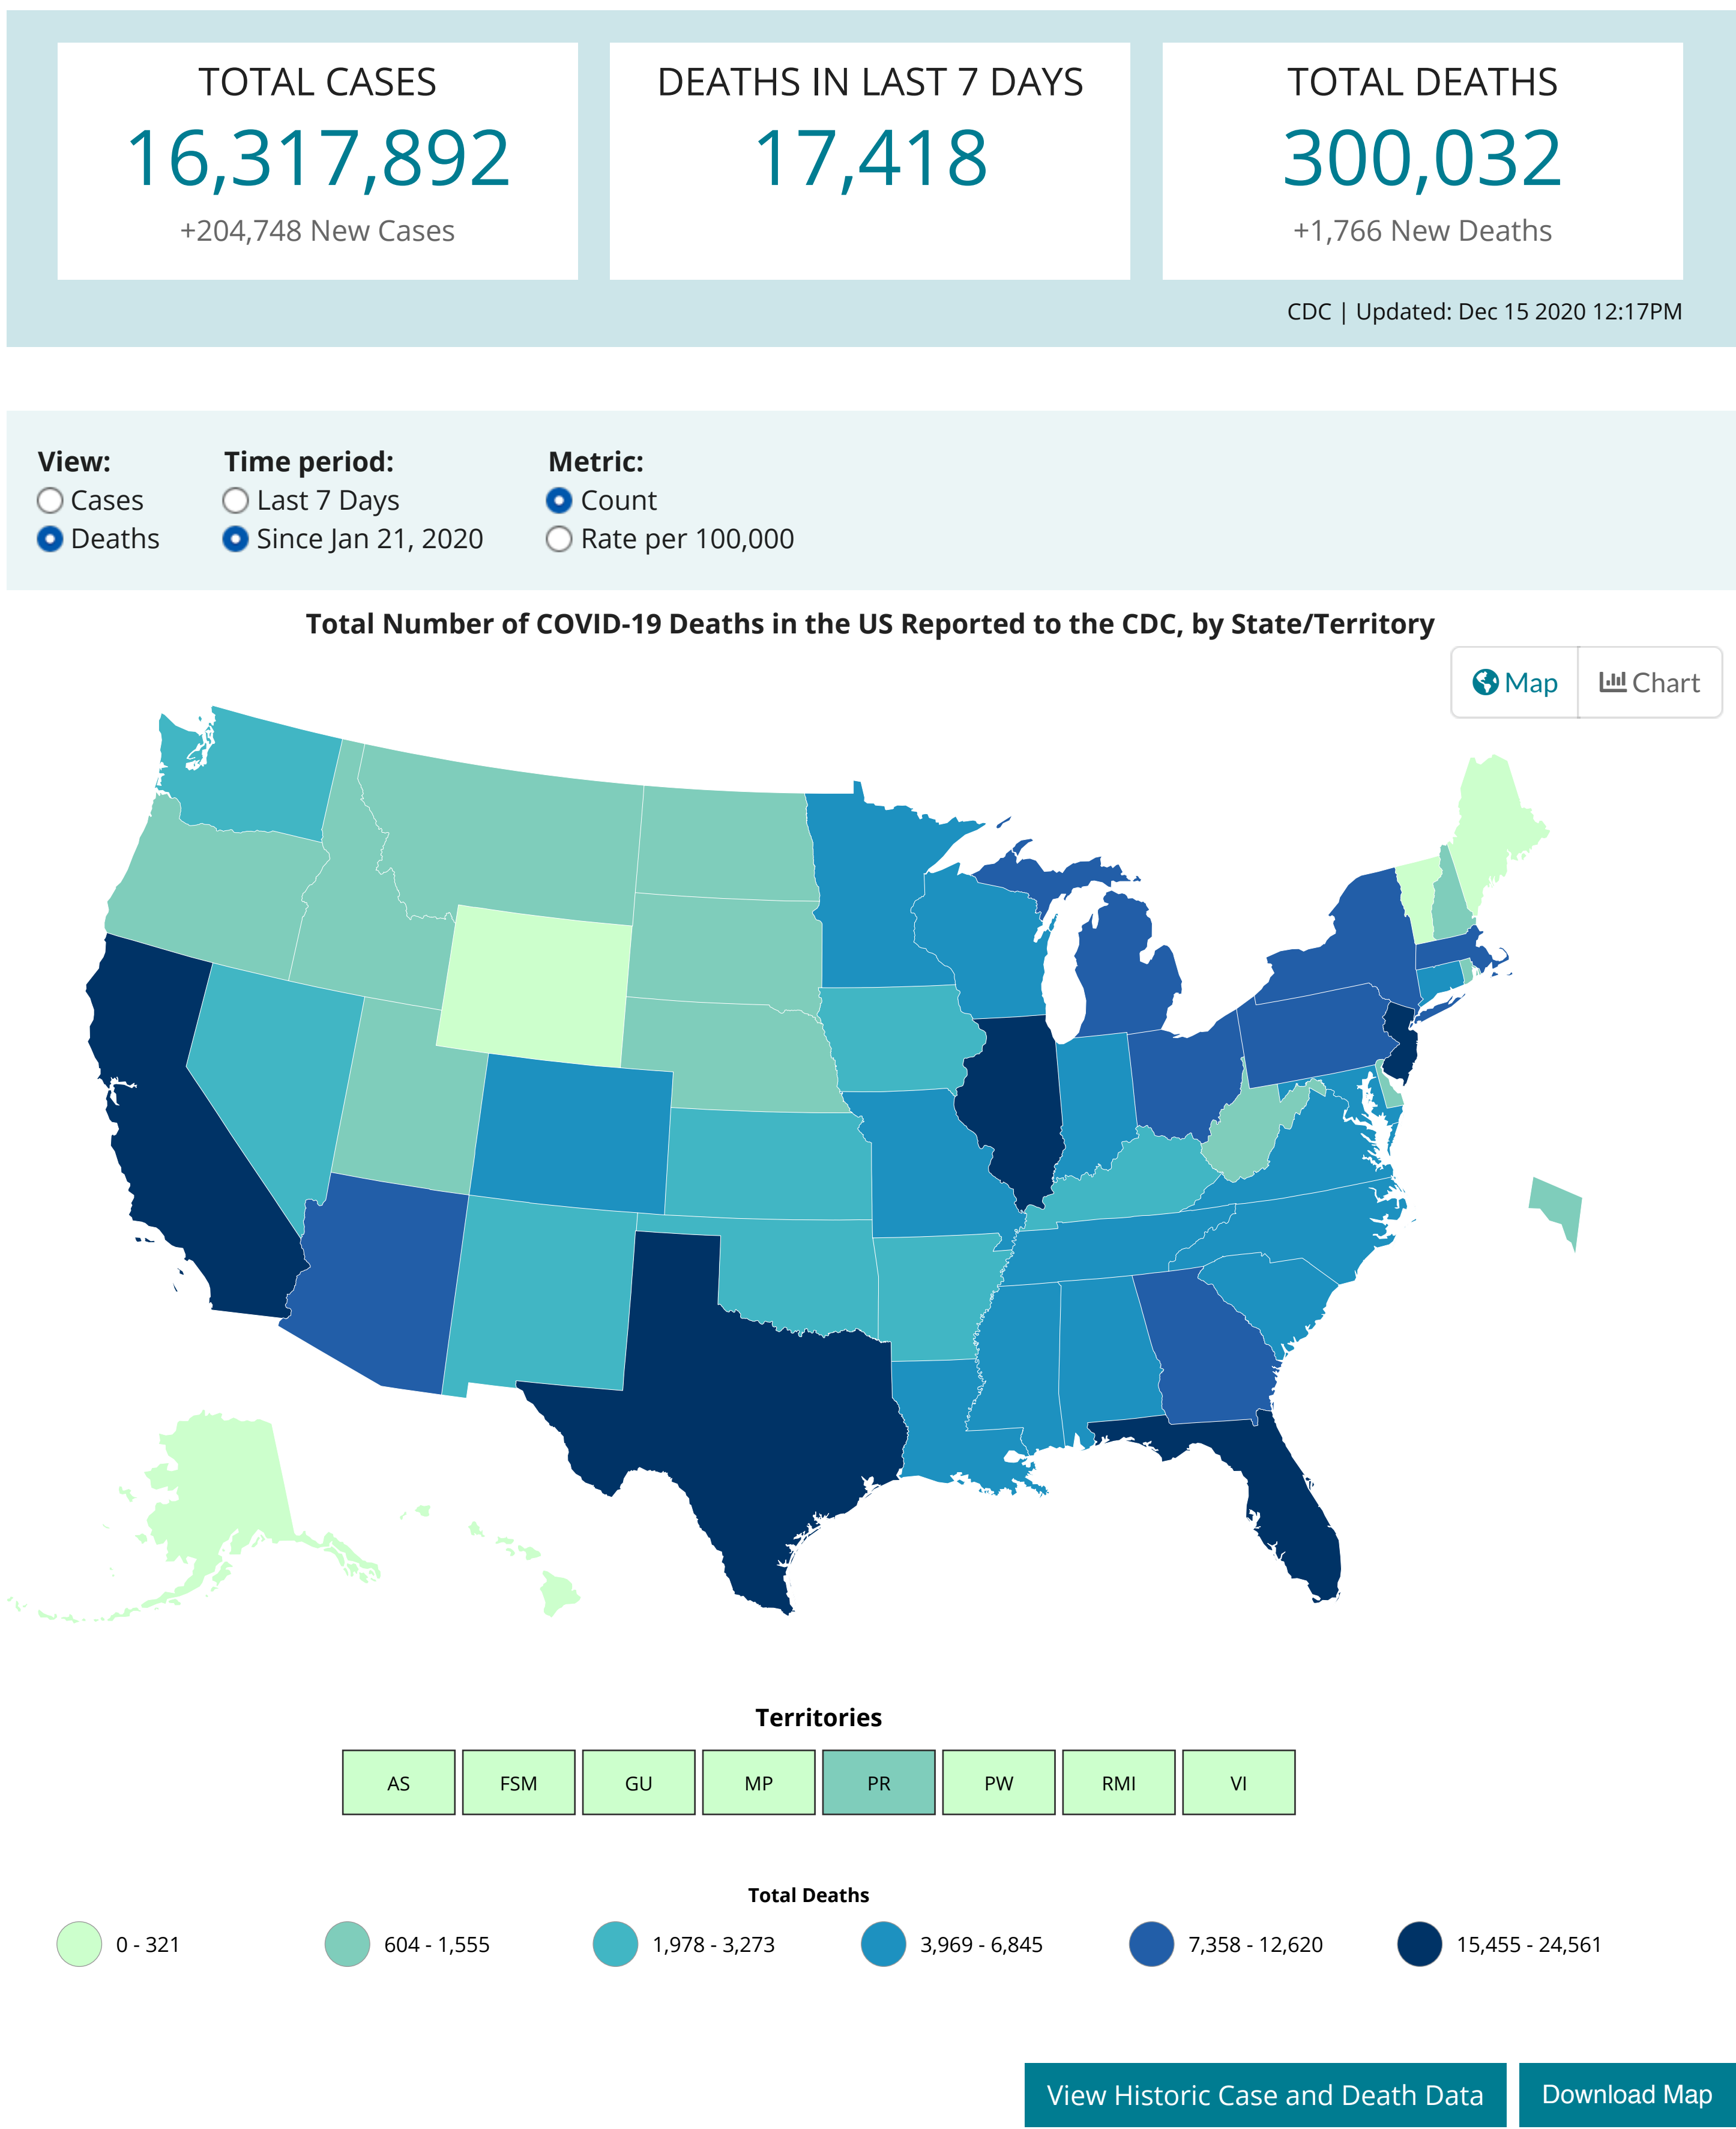 TOTAL CASES
16,317,892
+204,748 New Cases
DEATHS IN LAST 7 DAYS
17,418
TOTAL DEATHS
300,032
+1,766 New Deaths
CDC | Updated: Dec 15 2020 12:17PM
View:
Cases
Deaths
Time period:
Last 7 Days
Since Jan 21, 2020
Metric:
Count
Rate per 100,000
Total Number of COVID-19 Deaths in the US Reported to the CDC, by State/Territory
Map
Chart
Territories
AS FSM GU MP PR PW RMI VI
Total Deaths
0 - 321
604 - 1,555
1,978 - 3,273
3,969 - 6,845
7,358 - 12,620
15,455 - 24,561
View Historic Case and Death Data
Download Map